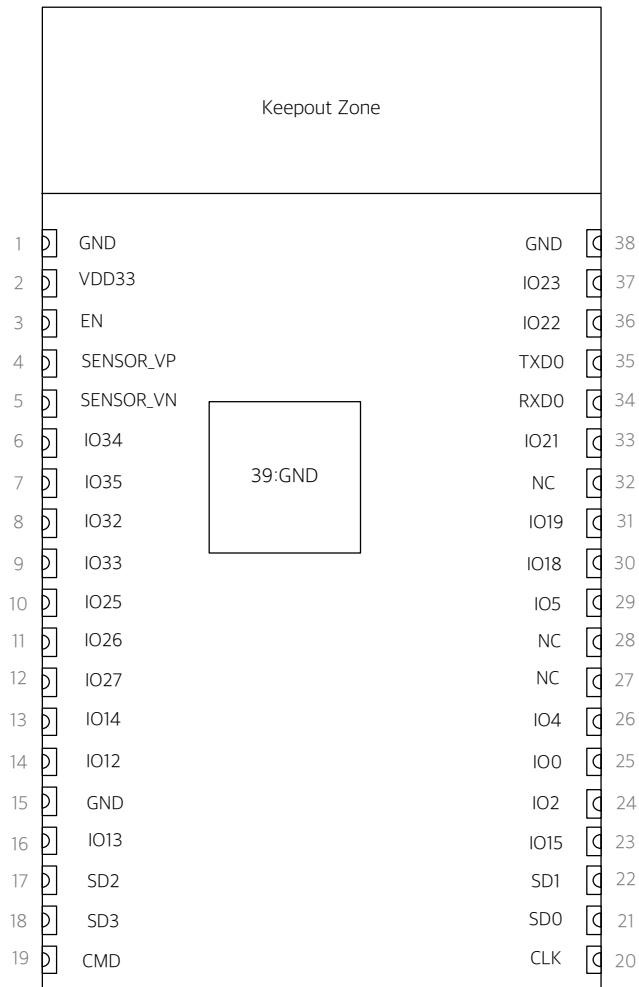 Keepout Zone
1 GND GND 38
2 VDD33 IO23 37
3 EN IO22 36
4 SENSOR_VP TXD0 35
5 SENSOR_VN RXD0 34
6 IO34 IO21 33
7 IO35 39:GND NC 32
8 IO32 IO19 31
9 IO33 IO18 30
10 IO25 IO5 29
11 IO26 NC 28
12 IO27 NC 27
13 IO14 IO4 26
14 IO12 IO0 25
15 GND IO2 24
16 IO13 IO15 23
17 SD2 SD1 22
18 SD3 SD0 21
19 CMD CLK 20